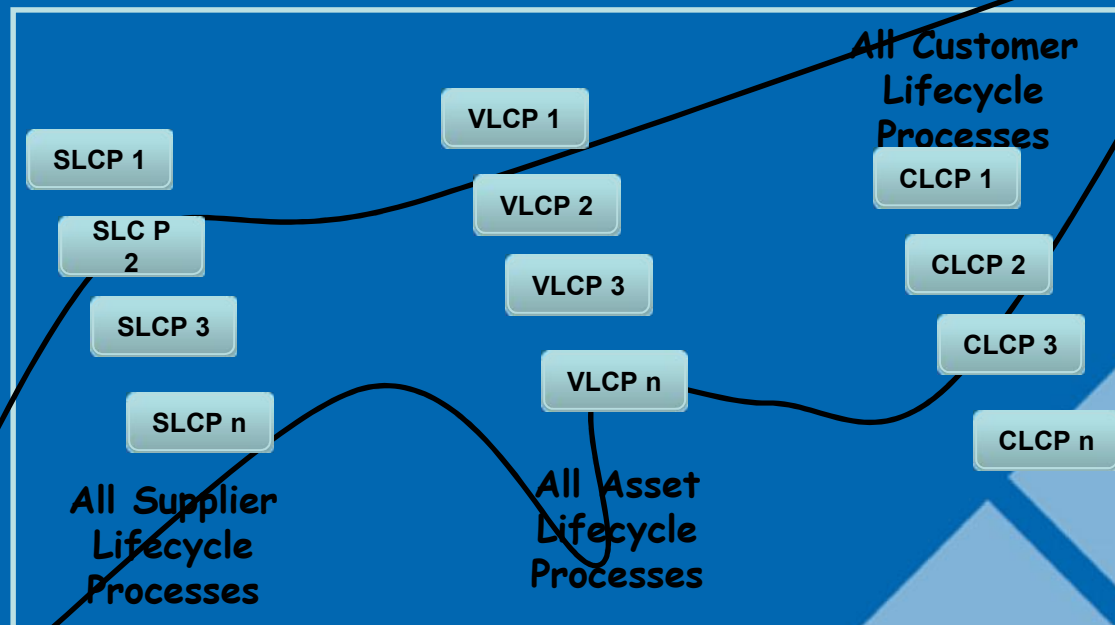 All Customer
Lifecycle
Processes
SLCP 1
SLC P
2
SLCP 3
SLCP n
VLCP 1
VLCP 2
VLCP 3
VLCP n
CLCP 1
CLCP 2
CLCP 3
CLCP n
All Supplier
Lifecycle
Processes
All Asset
Lifecycle
Processes